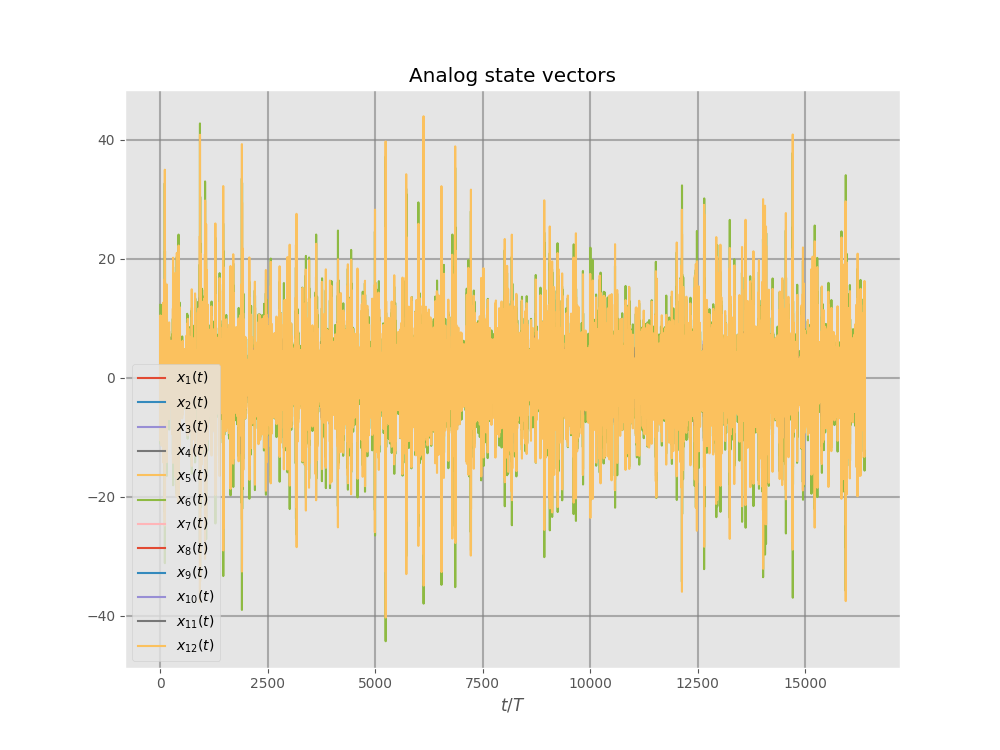 Analog state vectors
40
20
0
−20
−40
x₁(t)
x₂(t)
x₃(t)
x₄(t)
x₅(t)
x₆(t)
x₇(t)
x₈(t)
x₉(t)
x₁₀(t)
x₁₁(t)
x₁₂(t)
0 2500 5000 7500 10000 12500 15000
t/T